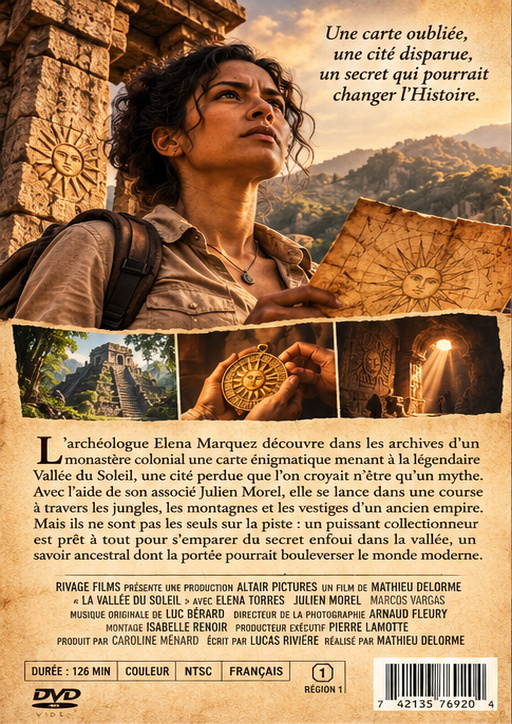 Une carte oubliée,
une cité disparue,
un secret qui pourrait
changer l'Histoire.
L'archéologue Elena Marquez découvre dans les archives d'un
monastère colonial une carte énigmatique menant à la légendaire
Vallée du Soleil, une cité perdue que l'on croyait n'être qu'un mythe.
Avec l'aide de son associé Julien Morel, elle se lance dans une course
à travers les jungles, les montagnes et les vestiges d'un ancien empire.
Mais ils ne sont pas les seuls sur la piste : un puissant collectionneur
est prêt à tout pour s'emparer du secret enfoui dans la vallée, un
savoir ancestral dont la portée pourrait bouleverser le monde moderne.
RIVAGE FILMS PRÉSENTE UNE PRODUCTION ALTAIR PICTURES UN FILM DE MATHIEU DELORME
« LA VALLÉE DU SOLEIL » AVEC ELENA TORRES JULIEN MOREL MARCOS VARGAS
MUSIQUE ORIGINALE DE LUC BÉRARD DIRECTEUR DE LA PHOTOGRAPHIE ARNAUD FLEURY
MONTAGE ISABELLE RENOIR PRODUCTEUR EXÉCUTIF PIERRE LAMOTTE
PRODUIT PAR CAROLINE MÉNARD ÉCRIT PAR LUCAS RIVIÈRE RÉALISÉ PAR MATHIEU DELORME
DURÉE : 126 MIN COULEUR NTSC FRANÇAIS
1
RÉGION 1
DVD
VIDEO
7 42135 76920 4